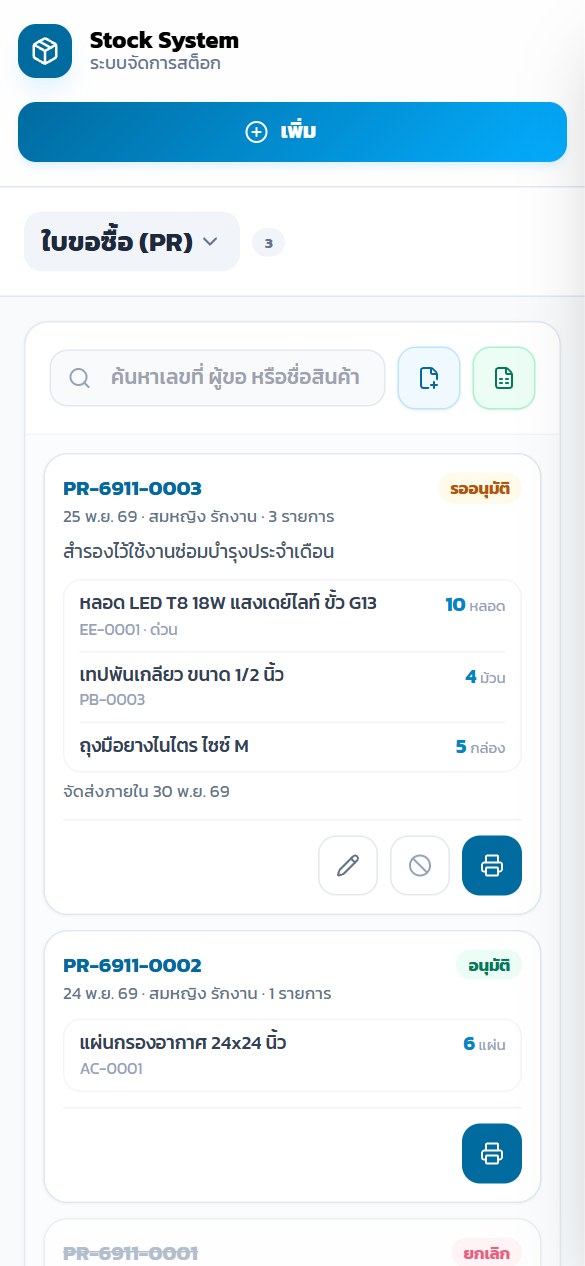 Stock System
ระบบจัดการสต็อก
เพิ่ม
ใบขอซื้อ (PR)
3
ค้นหาเลขที่ ผู้ขอ หรือชื่อสินค้า
PR-6911-0003
รออนุมัติ
25 พ.ย. 69 · สมหญิง รักงาน · 3 รายการ
สำรองไว้ใช้งานซ่อมบำรุงประจำเดือน
หลอด LED T8 18W แสงเดย์ไลท์ ขั้ว G13
10 หลอด
EE-0001 · ด่วน
เทปพันเกลียว ขนาด 1/2 นิ้ว
4 ม้วน
PB-0003
ถุงมือยางไนไตร ไซซ์ M
5 กล่อง
จัดส่งภายใน 30 พ.ย. 69
PR-6911-0002
อนุมัติ
24 พ.ย. 69 · สมหญิง รักงาน · 1 รายการ
แผ่นกรองอากาศ 24x24 นิ้ว
6 แผ่น
AC-0001
PR-6911-0001
ยกเลิก